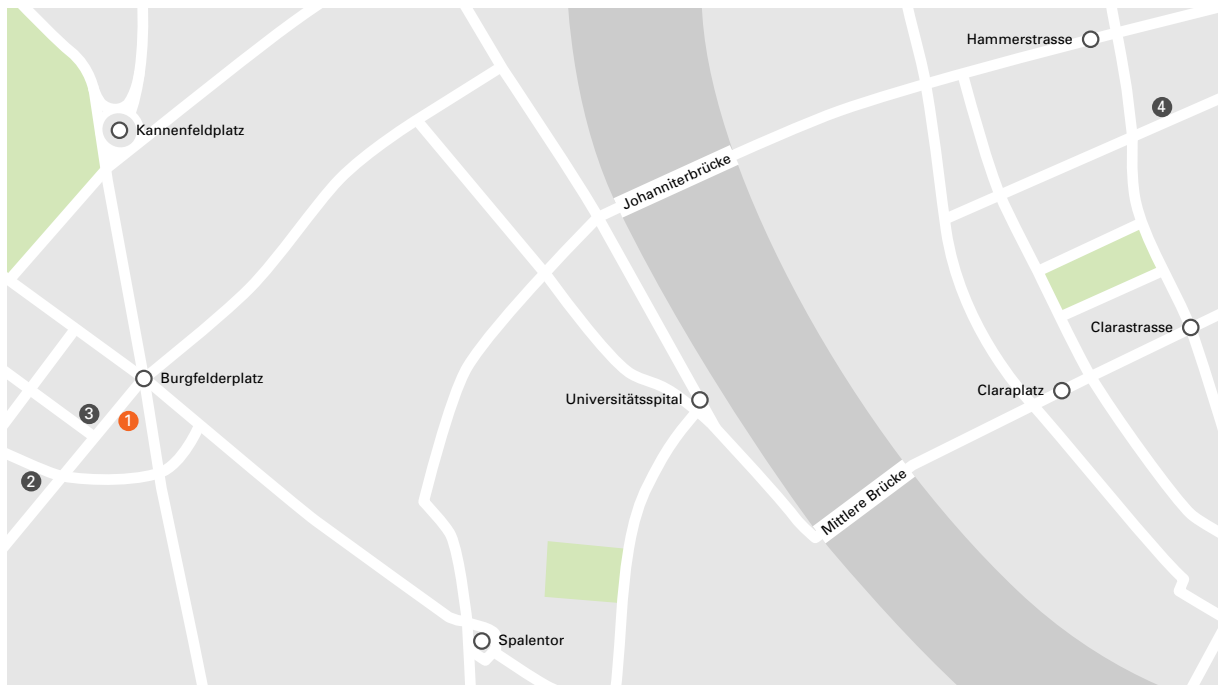 Hammerstrasse
4
Kannenfeldplatz
Johanniterbrücke
Clarastrasse
Burgfelderplatz
Claraplatz
Universitätsspital
3
1
2
Mittlere Brücke
Spalentor